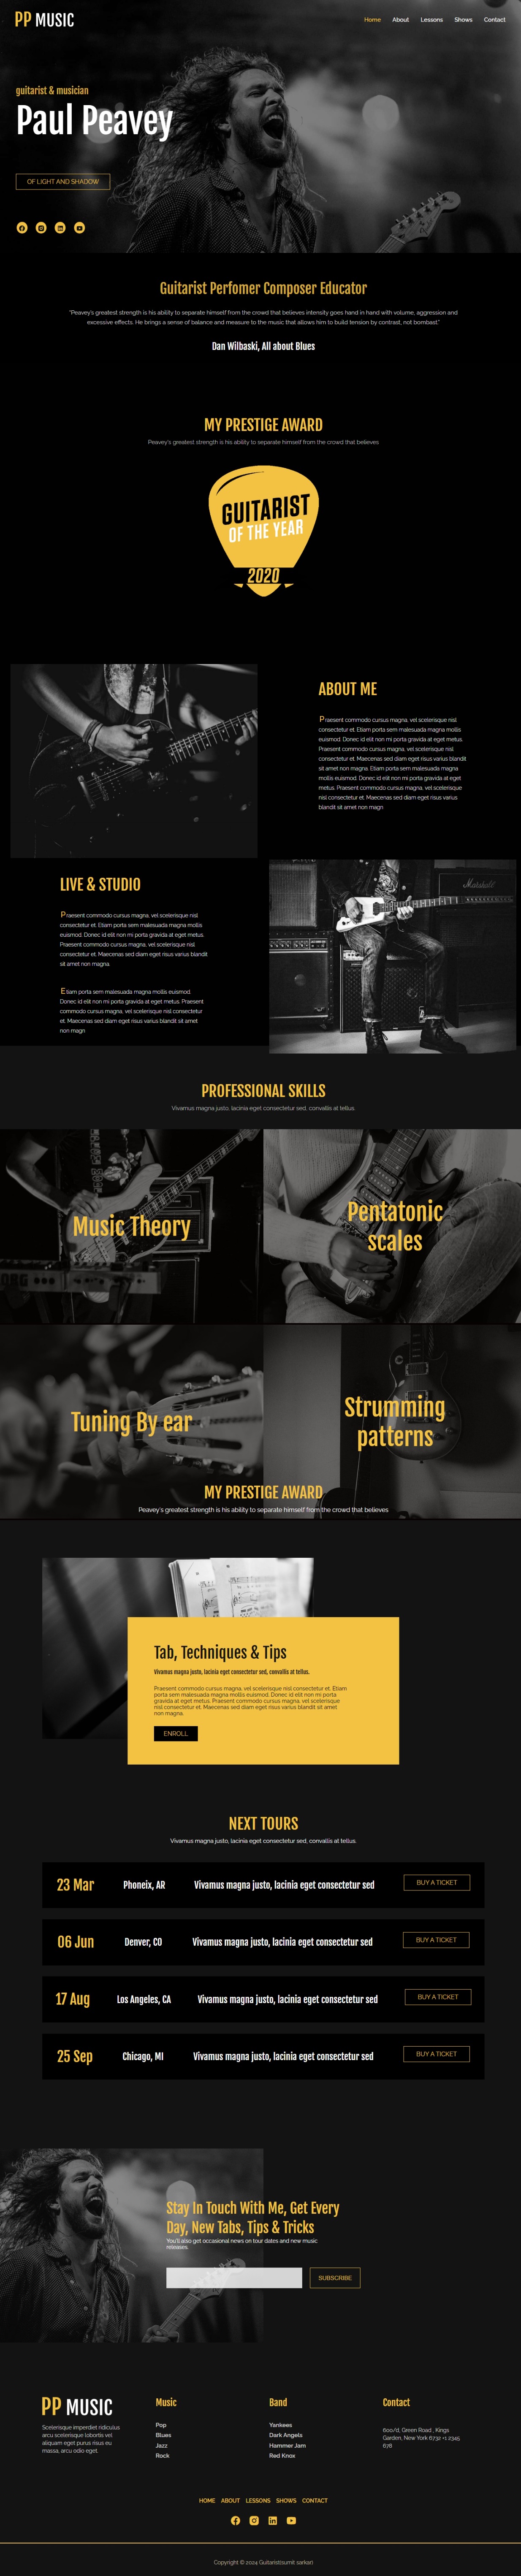 PP MUSIC
Home About Lessons Shows Contact
guitarist & musician
Paul Peavey
OF LIGHT AND SHADOW
Guitarist Perfomer Composer Educator
"Peavey's greatest strength is his ability to separate himself from the crowd that believes intensity goes hand in hand with volume, aggression and
excessive effects. He brings a sense of balance and measure to the music that allows him to build tension by contrast, not bombast."
Dan Wilbaski, All about Blues
MY PRESTIGE AWARD
Peavey's greatest strength is his ability to separate himself from the crowd that believes
GUITARIST
OF THE YEAR
2020
ABOUT ME
Praesent commodo cursus magna, vel scelerisque nisl
consectetur et. Etiam porta sem malesuada magna mollis
euismod. Donec id elit non mi porta gravida at eget metus.
Praesent commodo cursus magna, vel scelerisque nisl
consectetur et. Maecenas sed diam eget risus varius blandit
sit amet non magna. Etiam porta sem malesuada magna
mollis euismod. Donec id elit non mi porta gravida at eget
metus. Praesent commodo cursus magna, vel scelerisque
nisl consectetur et. Maecenas sed diam eget risus varius
blandit sit amet non magn
LIVE & STUDIO
Praesent commodo cursus magna, vel scelerisque nisl
consectetur et. Etiam porta sem malesuada magna mollis
euismod. Donec id elit non mi porta gravida at eget metus.
Praesent commodo cursus magna, vel scelerisque nisl
consectetur et. Maecenas sed diam eget risus varius blandit
sit amet non magna.
Etiam porta sem malesuada magna mollis euismod.
Donec id elit non mi porta gravida at eget metus. Praesent
commodo cursus magna, vel scelerisque nisl consectetur
et. Maecenas sed diam eget risus varius blandit sit amet
non magn
Marshall
PROFESSIONAL SKILLS
Vivamus magna justo, lacinia eget consectetur sed, convallis at tellus.
Music Theory
Pentatonic
scales
Tuning By ear
Strumming
patterns
MY PRESTIGE AWARD
Peavey's greatest strength is his ability to separate himself from the crowd that believes
Tab, Techniques & Tips
Vivamus magna justo, lacinia eget consectetur sed, convallis at tellus.
Praesent commodo cursus magna, vel scelerisque nisl consectetur et. Etiam
porta sem malesuada magna mollis euismod. Donec id elit non mi porta
gravida at eget metus. Praesent commodo cursus magna, vel scelerisque
nisl consectetur et. Maecenas sed diam eget risus varius blandit sit amet
non magna.
ENROLL
NEXT TOURS
Vivamus magna justo, lacinia eget consectetur sed, convallis at tellus.
23 Mar Phoneix, AR Vivamus magna justo, lacinia eget consectetur sed BUY A TICKET
06 Jun Denver, CO Vivamus magna justo, lacinia eget consectetur sed BUY A TICKET
17 Aug Los Angeles, CA Vivamus magna justo, lacinia eget consectetur sed BUY A TICKET
25 Sep Chicago, MI Vivamus magna justo, lacinia eget consectetur sed BUY A TICKET
Stay In Touch With Me, Get Every
Day, New Tabs, Tips & Tricks
You'll also get occasional news on tour dates and new music
releases.
SUBSCRIBE
PP MUSIC
Scelerisque imperdiet ridiculus
arcu scelerisque lobortis vel
aliquam eget purus risus eu
massa, arcu odio eget.
Music
Pop
Blues
Jazz
Rock
Band
Yankees
Dark Angels
Hammer Jam
Red Knox
Contact
600/d, Green Road , Kings
Garden, New York 6732 +1 2345
678
HOME ABOUT LESSONS SHOWS CONTACT
Copyright © 2024 Guitarist(sumit sarkar)